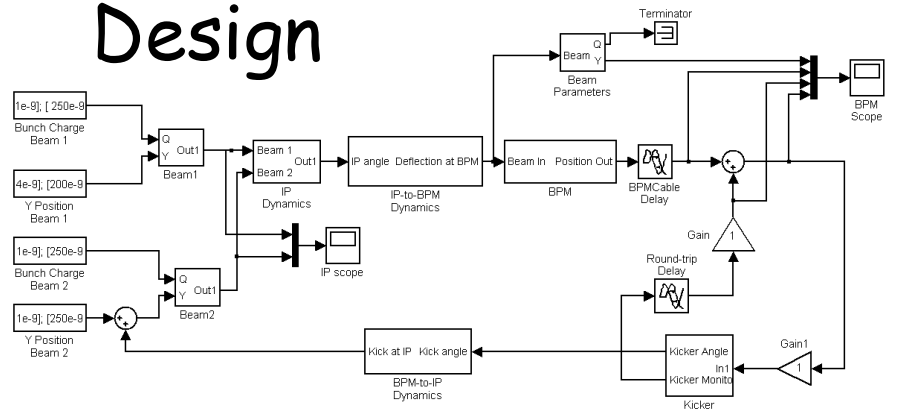 Design
Terminator
Beam
Q
Y
Beam
Parameters
BPM
Scope
1e-9]; [ 250e-9
Bunch Charge
Beam 1
Q
Y
Out1
Beam1
4e-9]; [200e-9
Y Position
Beam 1
Beam 1
Beam 2
Out1
IP
Dynamics
IP angle Deflection at BPM
IP-to-BPM
Dynamics
Beam In Position Out
BPM
BPMCable
Delay
Gain
1
IP scope
1e-9]; [250e-9
Bunch Charge
Beam 2
Q
Y
Out1
Beam2
1e-9]; [250e-9
Y Position
Beam 2
Round-trip
Delay
Kick at IP Kick angle
BPM-to-IP
Dynamics
Kicker Angle
In1
Kicker Monito
Kicker
Gain1
1